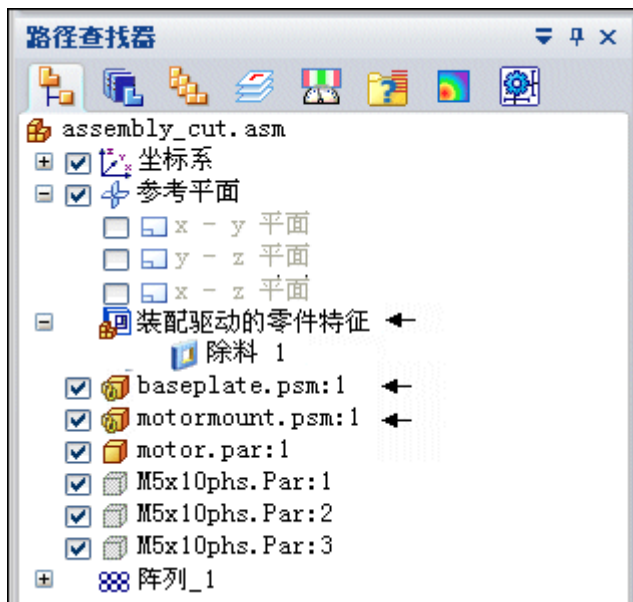 路径查找器
assembly_cut.asm
坐标系
参考平面
x - y 平面
y - z 平面
x - z 平面
装配驱动的零件特征
除料 1
baseplate.psm:1
motormount.psm:1
motor.par:1
M5x10phs.Par:1
M5x10phs.Par:2
M5x10phs.Par:3
阵列_1